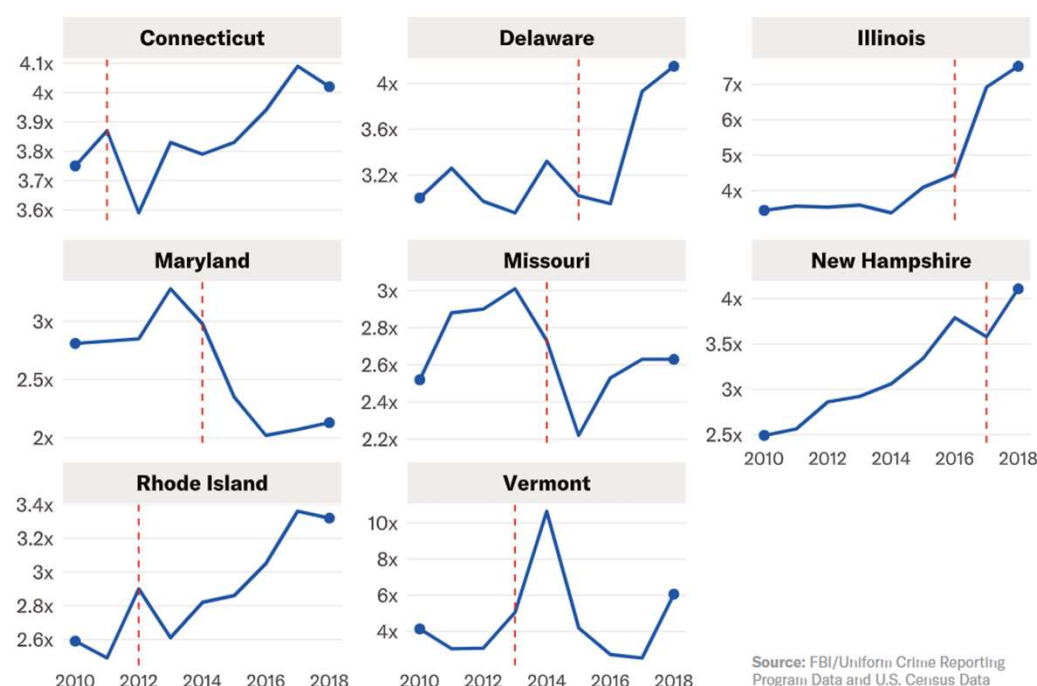 Connecticut
Delaware
Illinois
4.1x
4x
3.9x
3.8x
3.7x
3.6x
4x
3.6x
3.2x
7x
6x
5x
4x
Maryland
Missouri
New Hampshire
3x
2.5x
2x
3x
2.8x
2.6x
2.4x
2.2x
4x
3.5x
3x
2.5x
2010 2012 2014 2016 2018
Rhode Island
Vermont
3.4x
3.2x
3x
2.8x
2.6x
10x
8x
6x
4x
2010 2012 2014 2016 2018
2010 2012 2014 2016 2018
Source: FBI/Uniform Crime Reporting
Program Data and U.S. Census Data